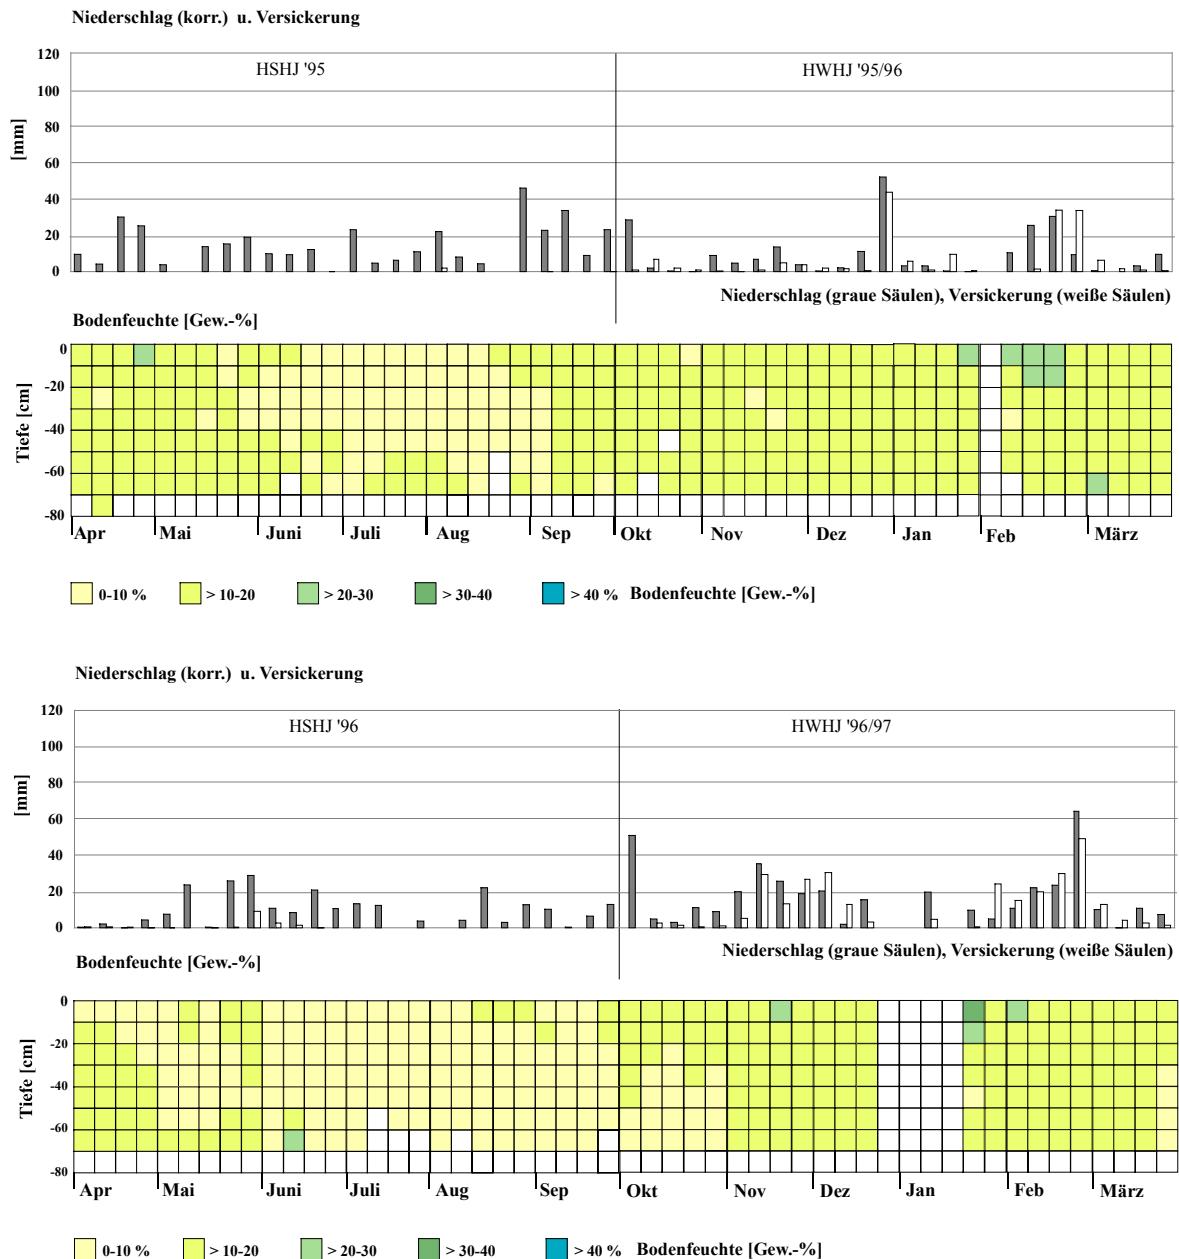 Niederschlag (korr.) u. Versickerung
HSHJ '95
HWHJ '95/96
[mm]
120
100
80
60
40
20
0
Niederschlag (graue Säulen), Versickerung (weiße Säulen)
Bodenfeuchte [Gew.-%]
Tiefe [cm]
0
-20
-40
-60
-80
Apr Mai Juni Juli Aug Sep Okt Nov Dez Jan Feb März
0-10 % > 10-20 > 20-30 > 30-40 > 40 % Bodenfeuchte [Gew.-%]
Niederschlag (korr.) u. Versickerung
HSHJ '96
HWHJ '96/97
[mm]
120
100
80
60
40
20
0
Niederschlag (graue Säulen), Versickerung (weiße Säulen)
Bodenfeuchte [Gew.-%]
Tiefe [cm]
0
-20
-40
-60
-80
Apr Mai Juni Juli Aug Sep Okt Nov Dez Jan Feb März
0-10 % > 10-20 > 20-30 > 30-40 > 40 % Bodenfeuchte [Gew.-%]